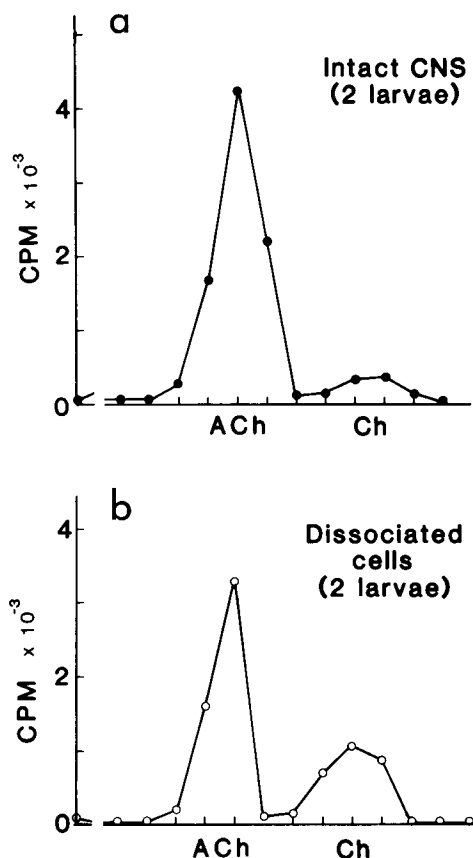 a
Intact CNS
(2 larvae)
4
2
0
CPM x 10-3
ACh
Ch
b
Dissociated
cells
(2 larvae)
4
2
0
CPM x 10-3
ACh
Ch